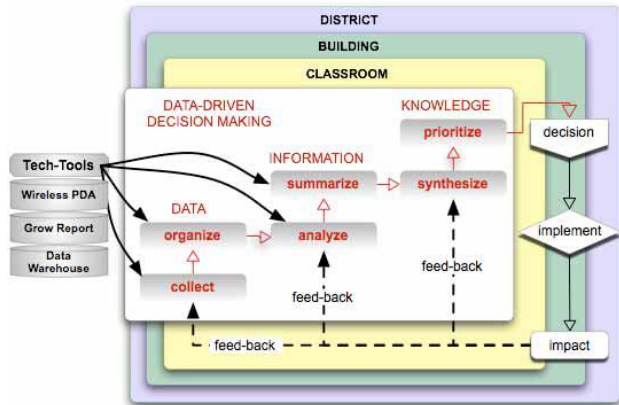 DISTRICT
BUILDING
CLASSROOM
DATA-DRIVEN
DECISION MAKING
KNOWLEDGE
prioritize
decision
Tech-Tools
Wireless PDA
Grow Report
Data
Warehouse
INFORMATION
summarize
synthesize
DATA
organize
analyze
implement
collect
feed-back
feed-back
feed-back
impact